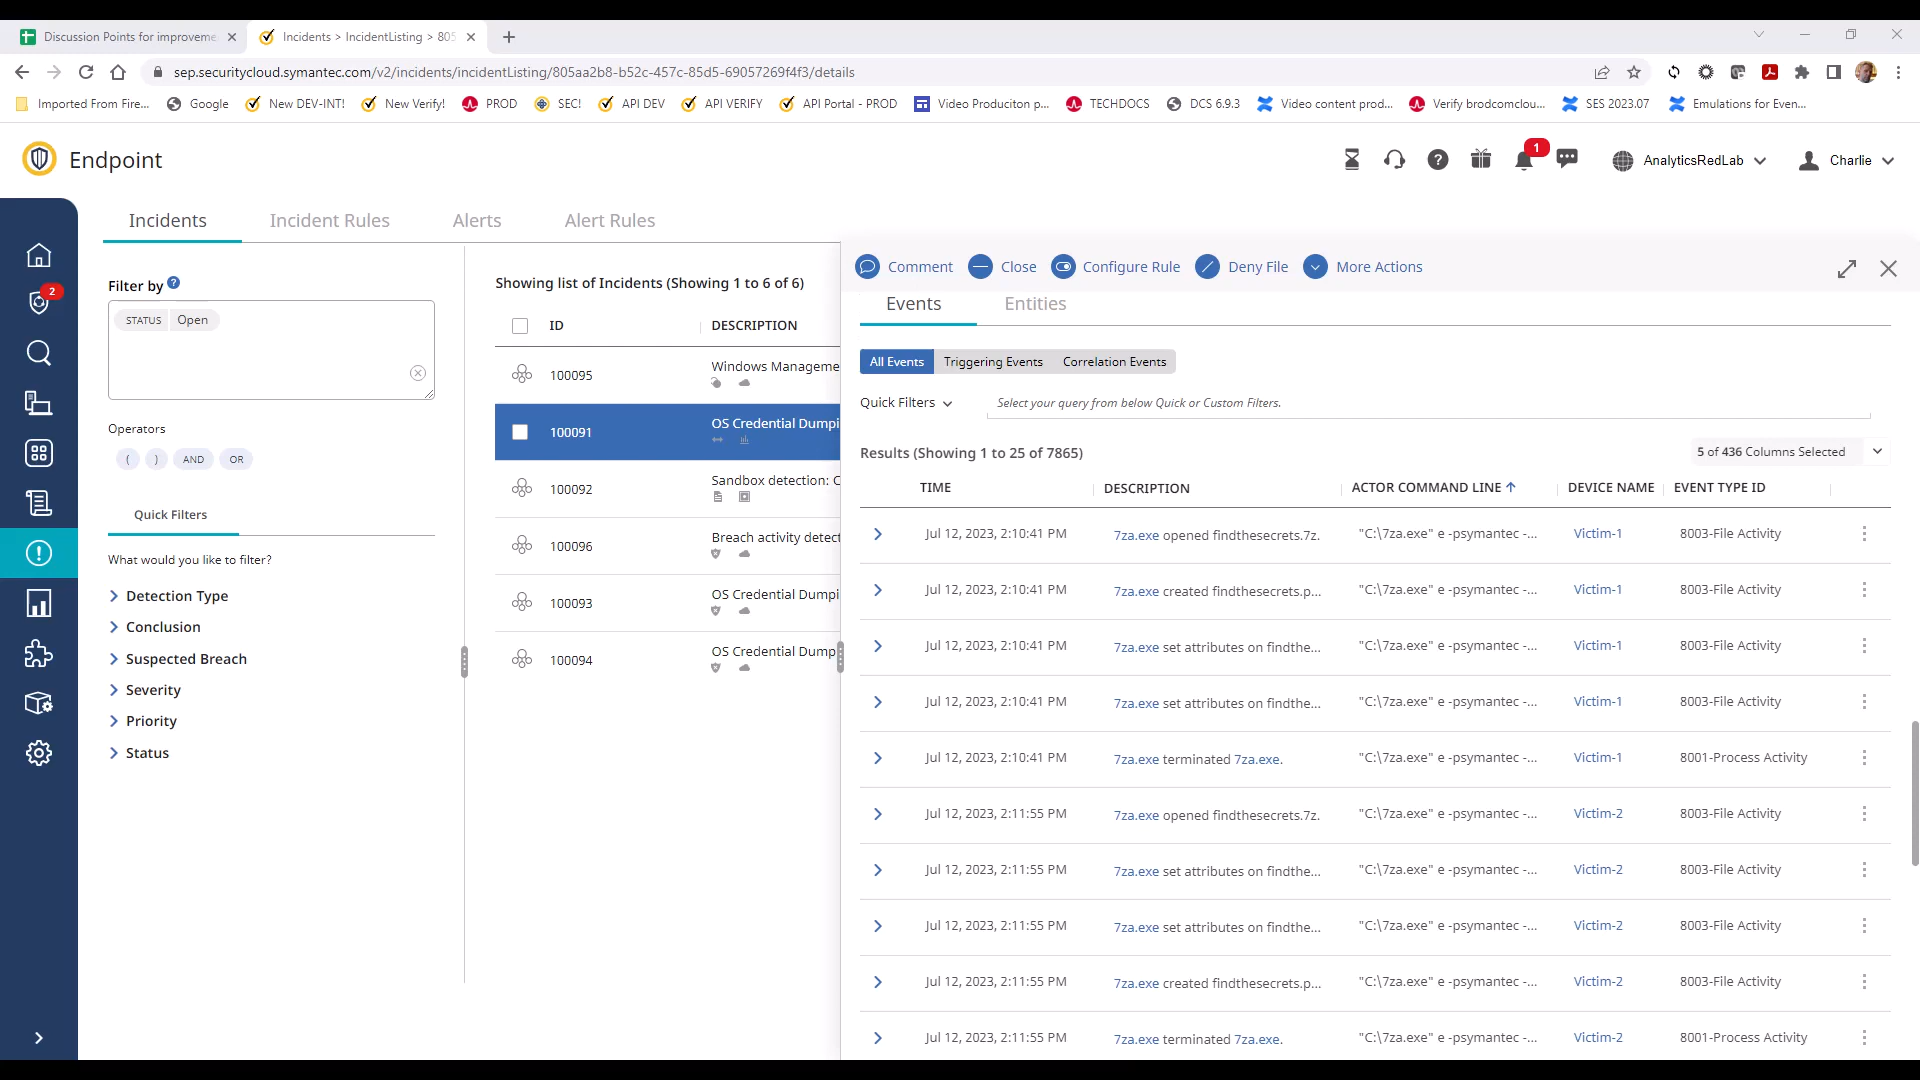 Discussion Points for improveme
Incidents > IncidentListing > 805
sep.securitycloud.symantec.com/v2/incidents/incidentListing/805aa2b8-b52c-457c-85d5-69057269f4f3/details
Imported From Fire... Google New DEV-INT! New Verify! PROD SEC! API DEV API VERIFY API Portal - PROD Video Produciton p... TECHDOCS DCS 6.9.3 Video content prod... Verify brodcomclou... SES 2023.07 Emulations for Even...
Endpoint
1
AnalyticsRedLab
Charlie
2
Incidents Incident Rules Alerts Alert Rules
Filter by ?
STATUS Open
Operators
( ) AND OR
Quick Filters
What would you like to filter?
Detection Type
Conclusion
Suspected Breach
Severity
Priority
Status
Showing list of Incidents (Showing 1 to 6 of 6)
ID DESCRIPTION
100095 Windows Manageme
100091 OS Credential Dumpi
100092 Sandbox detection: C
100096 Breach activity detect
100093 OS Credential Dumpi
100094 OS Credential Dump
Comment Close Configure Rule Deny File More Actions
Events Entities
All Events Triggering Events Correlation Events
Quick Filters Select your query from below Quick or Custom Filters.
Results (Showing 1 to 25 of 7865) 5 of 436 Columns Selected
TIME DESCRIPTION ACTOR COMMAND LINE DEVICE NAME EVENT TYPE ID
Jul 12, 2023, 2:10:41 PM 7za.exe opened findthesecrets.7z. "C:\7za.exe" e -psymantec -... Victim-1 8003-File Activity
Jul 12, 2023, 2:10:41 PM 7za.exe created findthesecrets.p... "C:\7za.exe" e -psymantec -... Victim-1 8003-File Activity
Jul 12, 2023, 2:10:41 PM 7za.exe set attributes on findthe... "C:\7za.exe" e -psymantec -... Victim-1 8003-File Activity
Jul 12, 2023, 2:10:41 PM 7za.exe set attributes on findthe... "C:\7za.exe" e -psymantec -... Victim-1 8003-File Activity
Jul 12, 2023, 2:10:41 PM 7za.exe terminated 7za.exe. "C:\7za.exe" e -psymantec -... Victim-1 8001-Process Activity
Jul 12, 2023, 2:11:55 PM 7za.exe opened findthesecrets.7z. "C:\7za.exe" e -psymantec -... Victim-2 8003-File Activity
Jul 12, 2023, 2:11:55 PM 7za.exe set attributes on findthe... "C:\7za.exe" e -psymantec -... Victim-2 8003-File Activity
Jul 12, 2023, 2:11:55 PM 7za.exe set attributes on findthe... "C:\7za.exe" e -psymantec -... Victim-2 8003-File Activity
Jul 12, 2023, 2:11:55 PM 7za.exe created findthesecrets.p... "C:\7za.exe" e -psymantec -... Victim-2 8003-File Activity
Jul 12, 2023, 2:11:55 PM 7za.exe terminated 7za.exe. "C:\7za.exe" e -psymantec -... Victim-2 8001-Process Activity